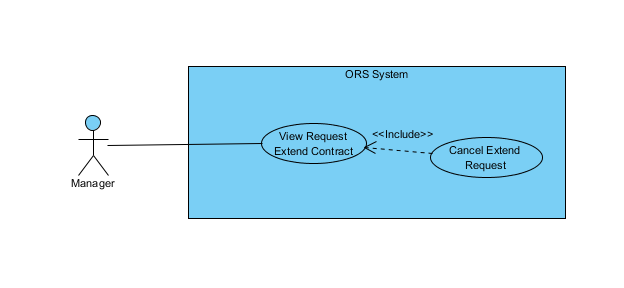 ORS System
View Request
Extend Contract
<<Include>>
Cancel Extend
Request
Manager